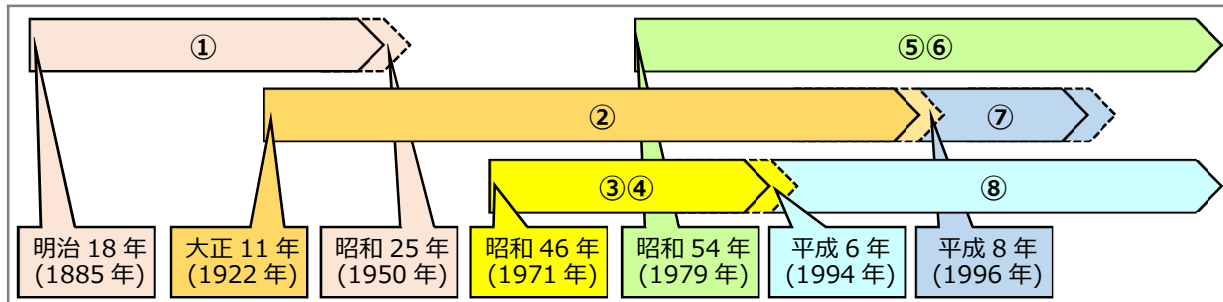 ①
⑤⑥
②
⑦
③④
⑧
明治 18 年
(1885 年)
大正 11 年
(1922 年)
昭和 25 年
(1950 年)
昭和 46 年
(1971 年)
昭和 54 年
(1979 年)
平成 6 年
(1994 年)
平成 8 年
(1996 年)